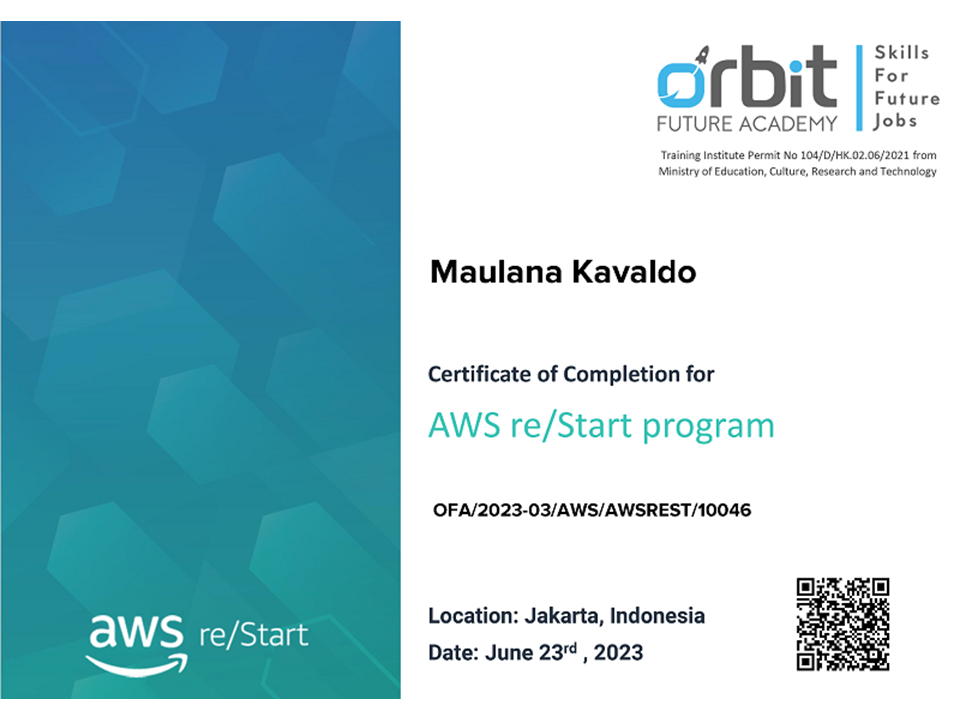 orbit
FUTURE ACADEMY
Skills
For
Future
Jobs
Training Institute Permit No 104/D/HK.02.06/2021 from
Ministry of Education, Culture, Research and Technology
Maulana Kavaldo
Certificate of Completion for
AWS re/Start program
OFA/2023-03/AWS/AWSREST/10046
aws re/Start
Location: Jakarta, Indonesia
Date: June 23rd , 2023